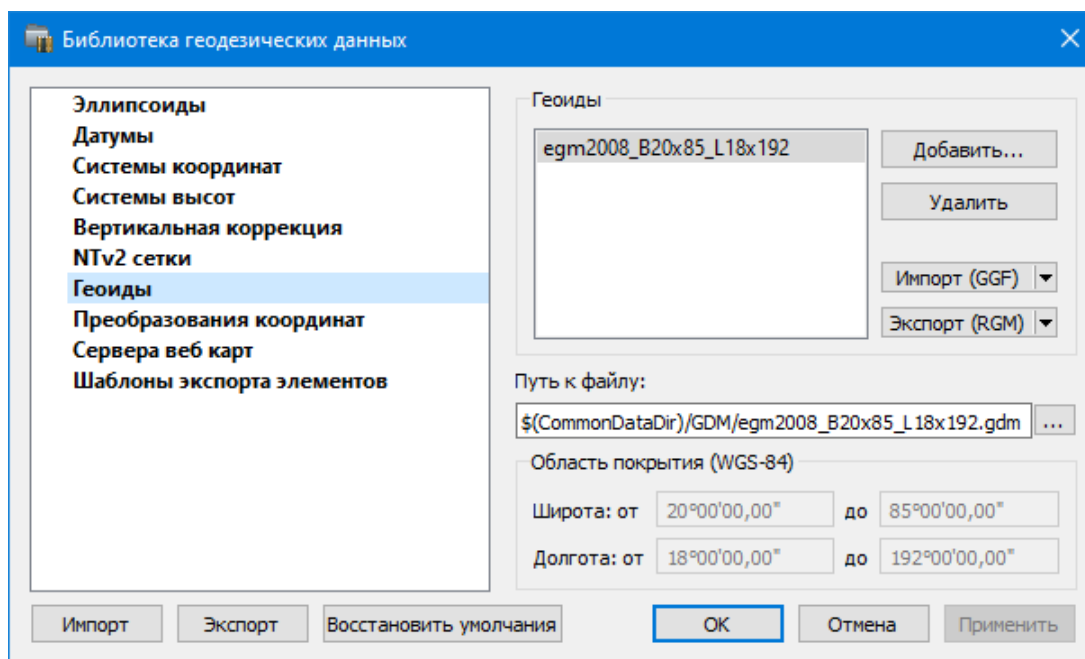 Библиотека геодезических данных
Эллипсоиды
Датумы
Системы координат
Системы высот
Вертикальная коррекция
NTv2 сетки
Геоиды
Преобразования координат
Сервера веб карт
Шаблоны экспорта элементов
Геоиды
egm2008_B20x85_L18x192
Добавить...
Удалить
Импорт (GGF)
Экспорт (RGM)
Путь к файлу:
$(CommonDataDir)/GDM/egm2008_B20x85_L18x192.gdm ...
Область покрытия (WGS-84)
Широта: от 20°00'00,00" до 85°00'00,00"
Долгота: от 18°00'00,00" до 192°00'00,00"
Импорт Экспорт Восстановить умолчания OK Отмена Применить